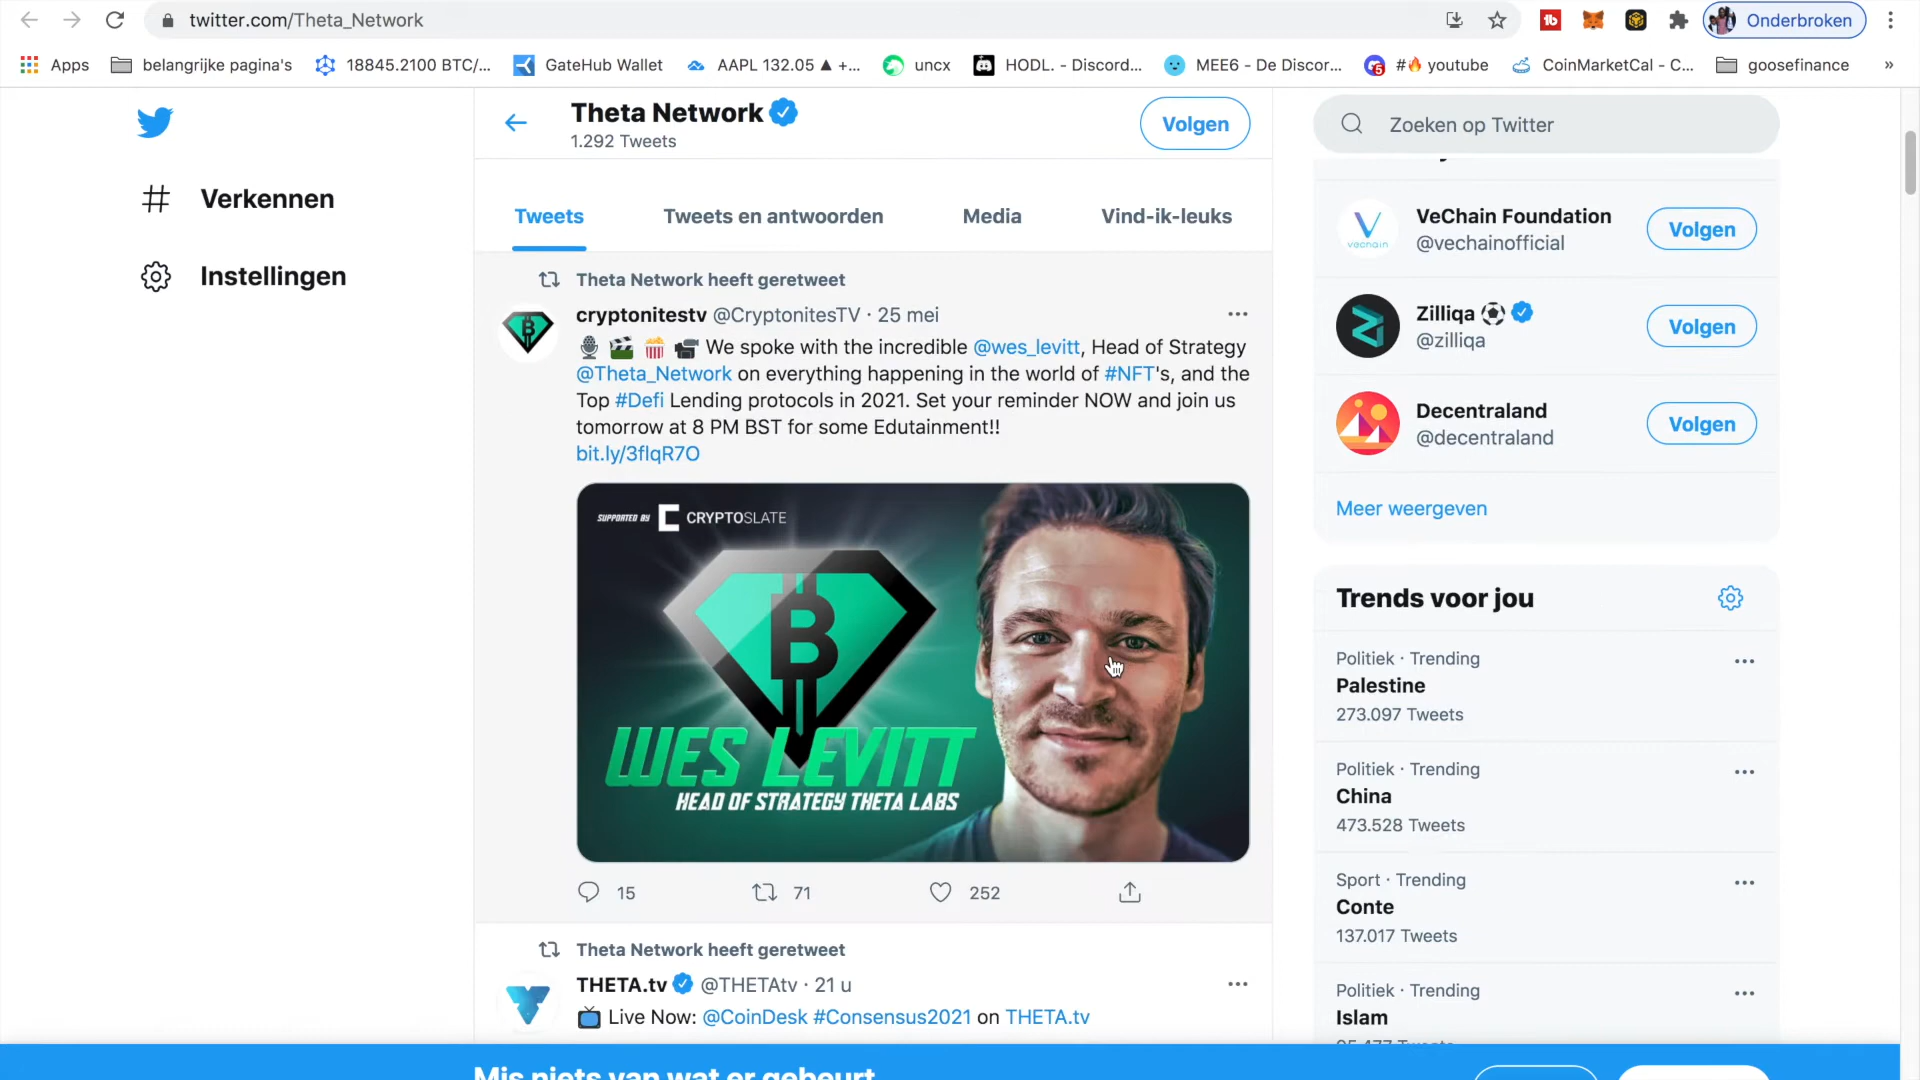 twitter.com/Theta_Network
Onderbroken
Apps
belangrijke pagina's
18845.2100 BTC/...
GateHub Wallet
AAPL 132.05 ▲ +...
uncx
HODL. - Discord...
MEE6 - De Discor...
#🔥 youtube
CoinMarketCal - C...
goosefinance
»
Theta Network
1.292 Tweets
Volgen
Zoeken op Twitter
Verkennen
Instellingen
Tweets
Tweets en antwoorden
Media
Vind-ik-leuks
Theta Network heeft geretweet
cryptonitestv @CryptonitesTV · 25 mei
🎙 🎬 🍿 🎥 We spoke with the incredible @wes_levitt, Head of Strategy
@Theta_Network on everything happening in the world of #NFT's, and the
Top #Defi Lending protocols in 2021. Set your reminder NOW and join us
tomorrow at 8 PM BST for some Edutainment!!
bit.ly/3flqR7O
SUPPORTED BY CRYPTOSLATE
B
WES LEVITT
HEAD OF STRATEGY THETA LABS
15
71
252
Theta Network heeft geretweet
THETA.tv @THETAtv · 21 u
📺 Live Now: @CoinDesk #Consensus2021 on THETA.tv
vechain
VeChain Foundation
@vechainofficial
Volgen
Zilliqa ⚽
@zilliqa
Volgen
Decentraland
@decentraland
Volgen
Meer weergeven
Trends voor jou
Politiek · Trending
Palestine
273.097 Tweets
Politiek · Trending
China
473.528 Tweets
Sport · Trending
Conte
137.017 Tweets
Politiek · Trending
Islam
Mis niets van wat er gebeurt